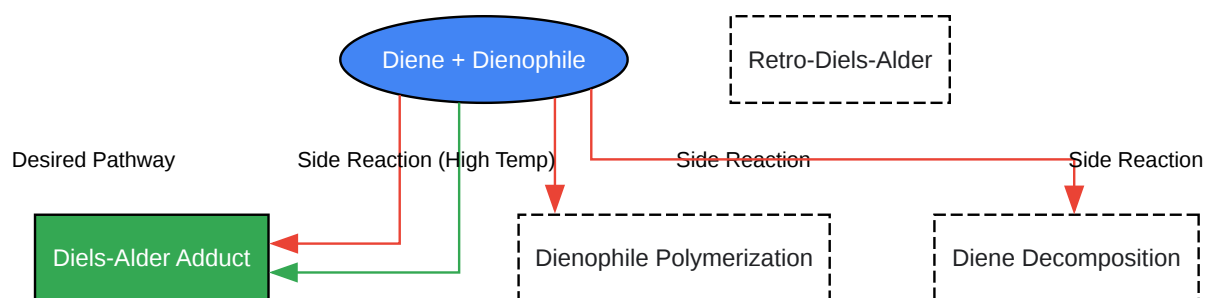 Diene + Dienophile
Retro-Diels-Alder
Desired Pathway
Side Reaction (High Temp)
Side Reaction
Side Reaction
Diels-Alder Adduct
Dienophile Polymerization
Diene Decomposition